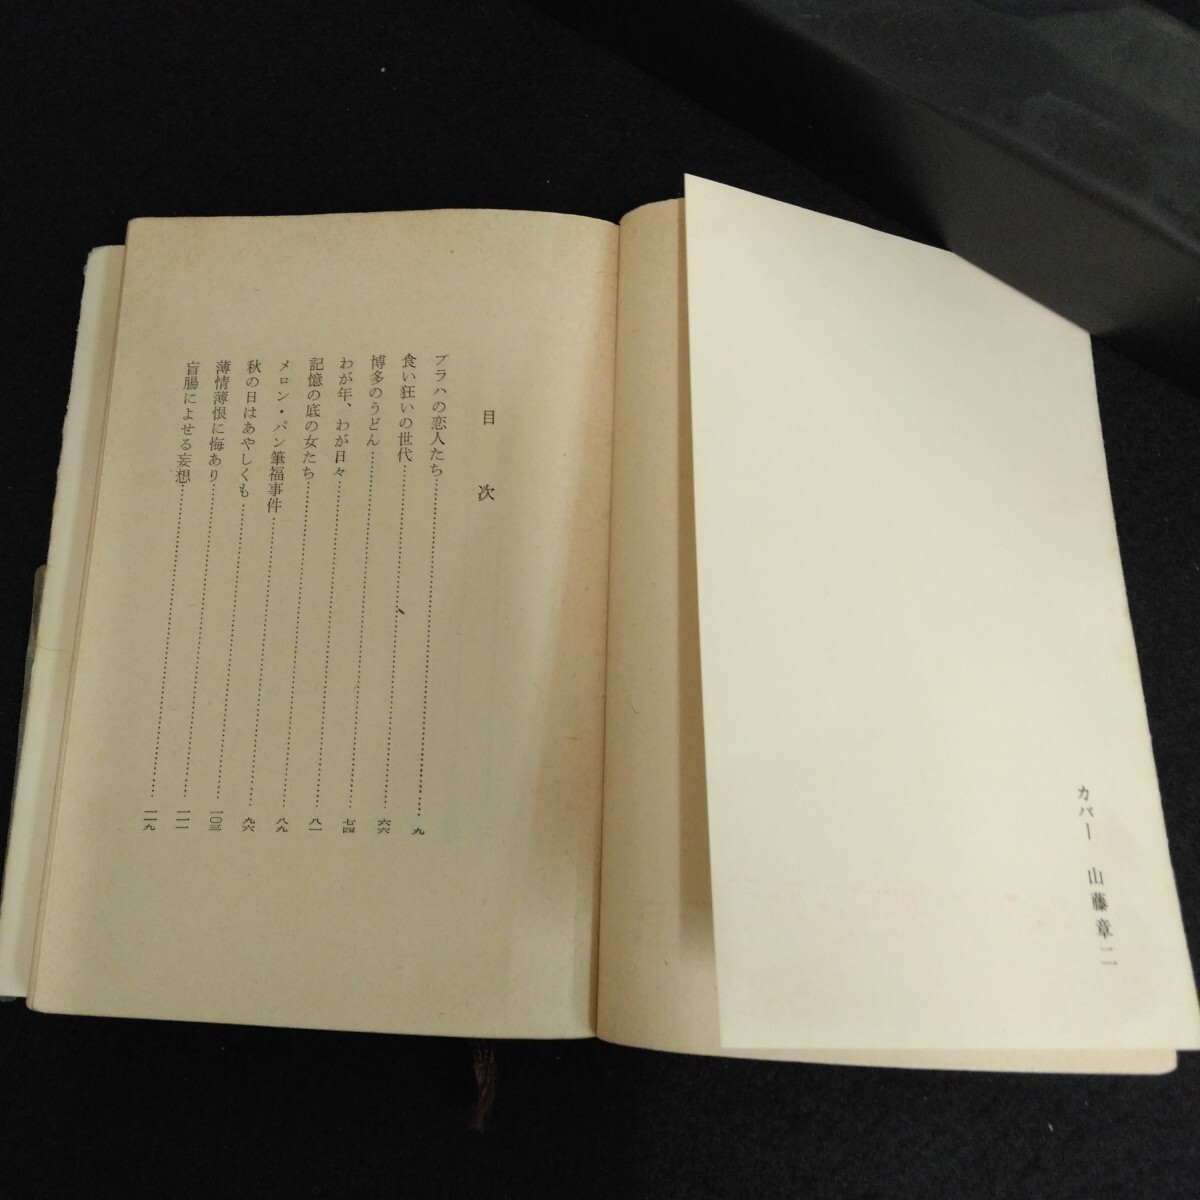 カバー 山藤章二
目次
プラハの恋人たち……九
食い狂いの世代……六六
博多のうどん……七四
わが年、わが日々……八一
記憶の底の女たち……八九
メロン・パン筆福事件……九六
秋の日はあやしくも……一〇三
薄情薄恨に悔あり……一一一
盲腸によせる妄想……一一九